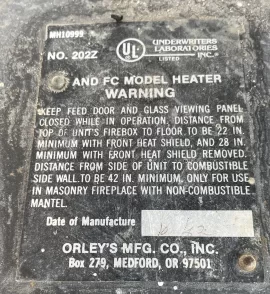 MH10999
NO. 202Z
UL
UNDERWRITERS
LABORATORIES
INC.
LISTED
AND FC MODEL HEATER
WARNING
KEEP FEED DOOR AND GLASS VIEWING PANEL
CLOSED WHILE IN OPERATION. DISTANCE FROM
TOP OF UNIT'S FIREBOX TO FLOOR TO BE 22 IN.
MINIMUM WITH FRONT HEAT SHIELD, AND 28 IN.
MINIMUM WITH FRONT HEAT SHIELD REMOVED.
DISTANCE FROM SIDE OF UNIT TO COMBUSTIBLE
SIDE WALL TO BE 42 IN. MINIMUM, ONLY FOR USE
IN MASONRY FIREPLACE WITH NON-COMBUSTIBLE
MANTEL.
Date of Manufacture
ORLEY'S MFG. CO., INC.
Box 279, MEDFORD, OR 97501